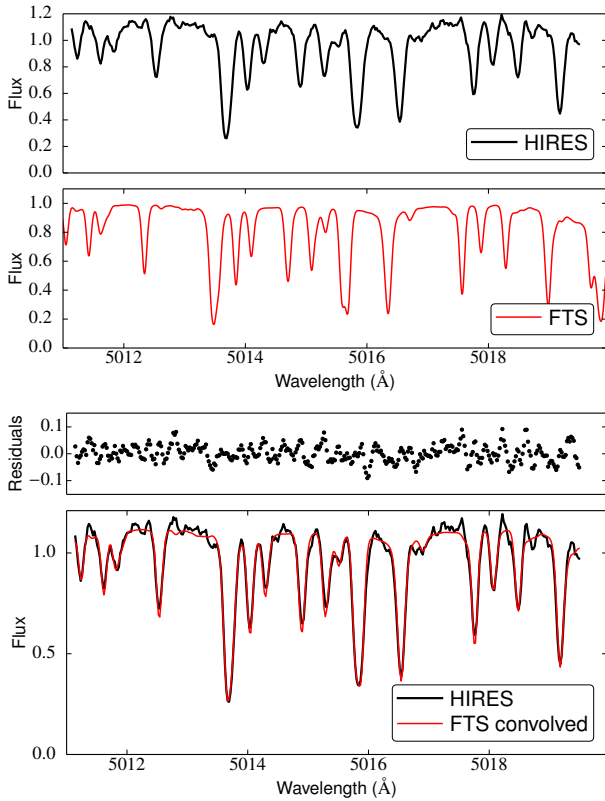 1.2
1.0
0.8
0.6
0.4
0.2
0.0
Flux
HIRES
1.0
0.8
0.6
0.4
0.2
0.0
Flux
FTS
5012 5014 5016 5018
Wavelength (Å)
0.1
0.0
−0.1
Residuals
1.0
0.5
0.0
Flux
HIRES
FTS convolved
5012 5014 5016 5018
Wavelength (Å)